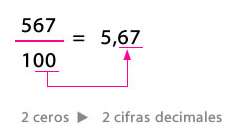 567
100 = 5,67
2 ceros ▶ 2 cifras decimales